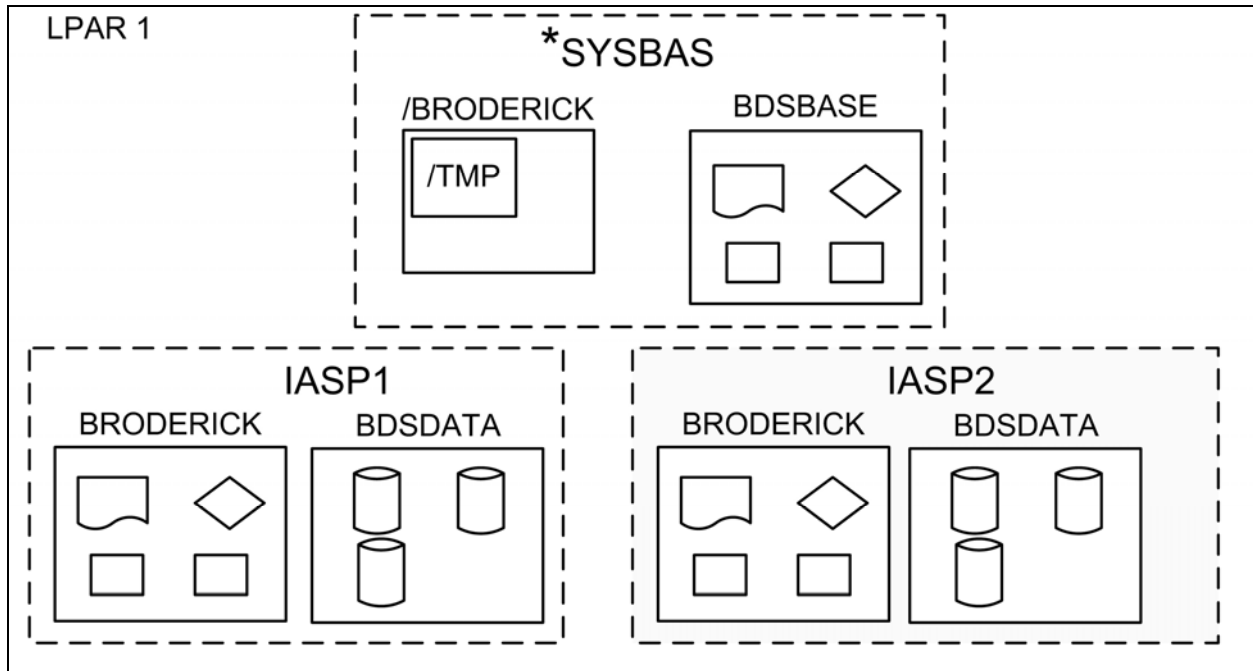 LPAR 1
*SYSBAS
/BRODERICK
BDSBASE
/TMP
IASP1
IASP2
BRODERICK
BDSDATA
BRODERICK
BDSDATA